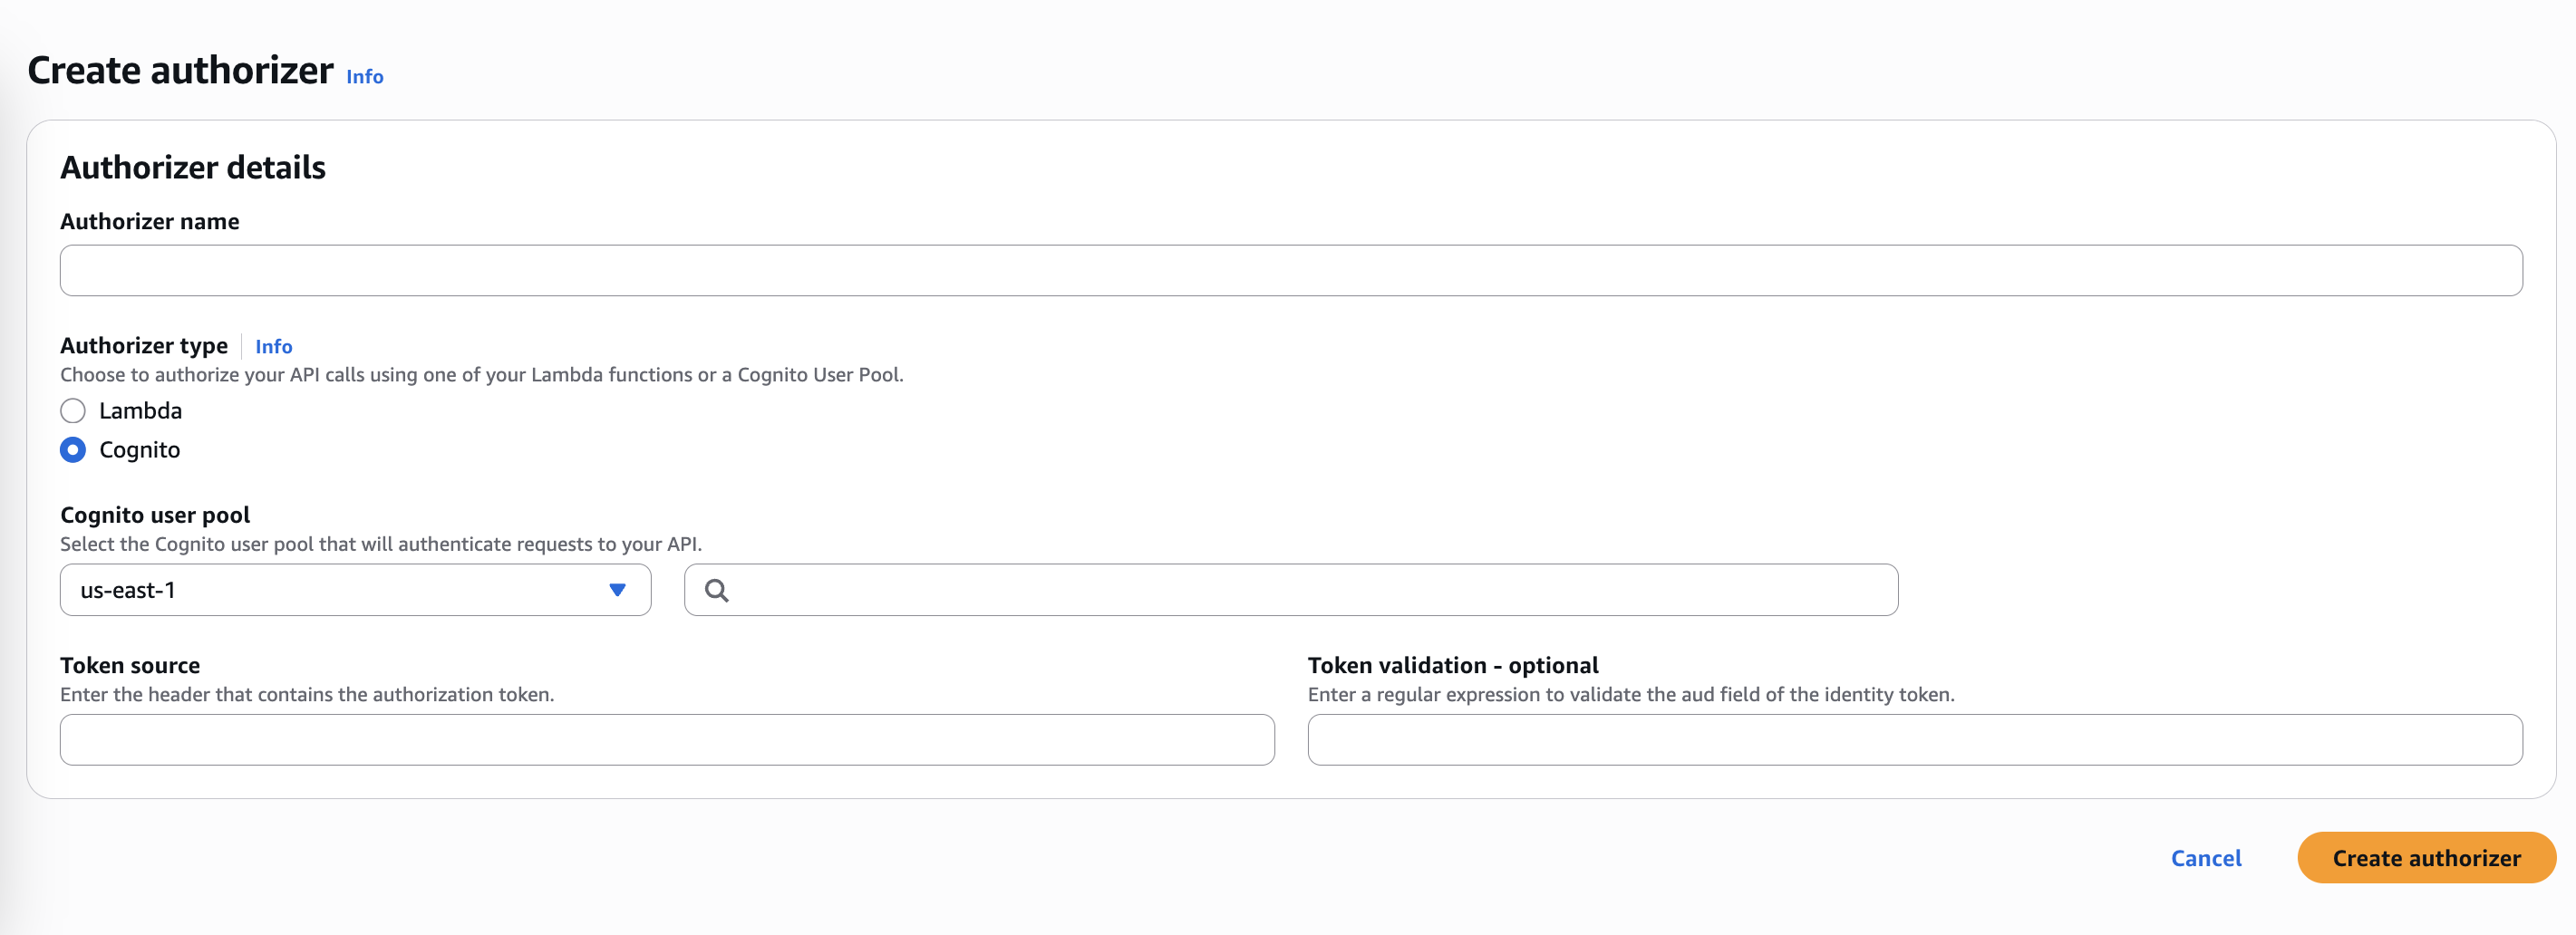 Create authorizer Info
Authorizer details
Authorizer name
Authorizer type Info
Choose to authorize your API calls using one of your Lambda functions or a Cognito User Pool.
Lambda
Cognito
Cognito user pool
Select the Cognito user pool that will authenticate requests to your API.
us-east-1
Token source
Enter the header that contains the authorization token.
Token validation - optional
Enter a regular expression to validate the aud field of the identity token.
Cancel
Create authorizer